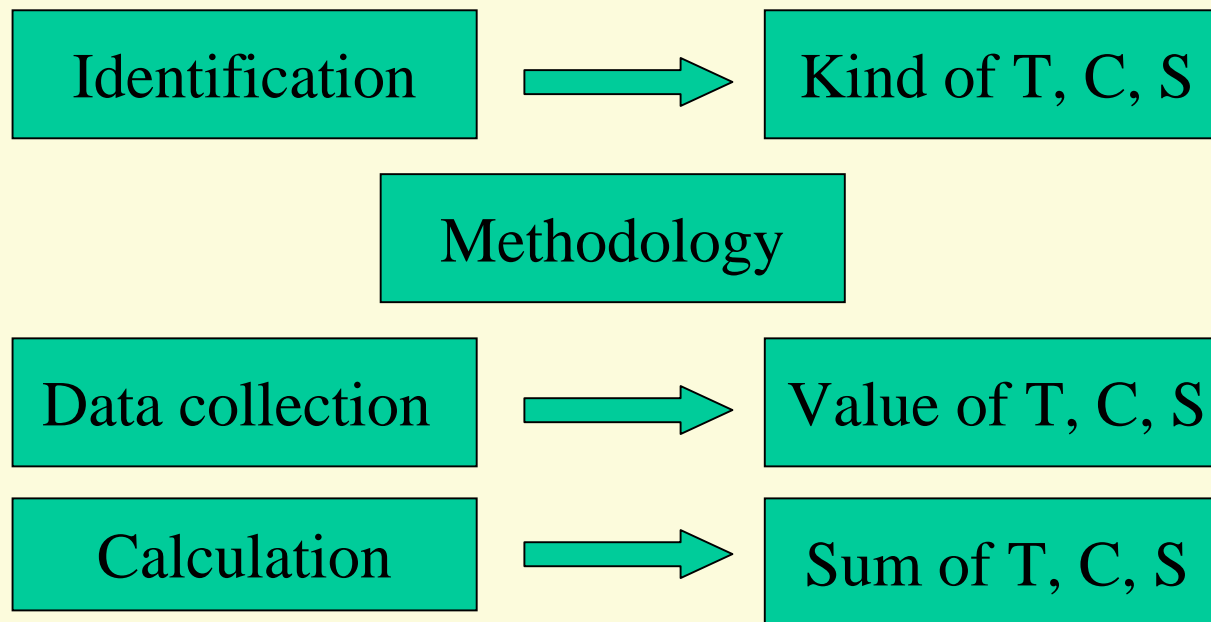 Identification
Kind of T, C, S
Methodology
Data collection
Value of T, C, S
Calculation
Sum of T, C, S